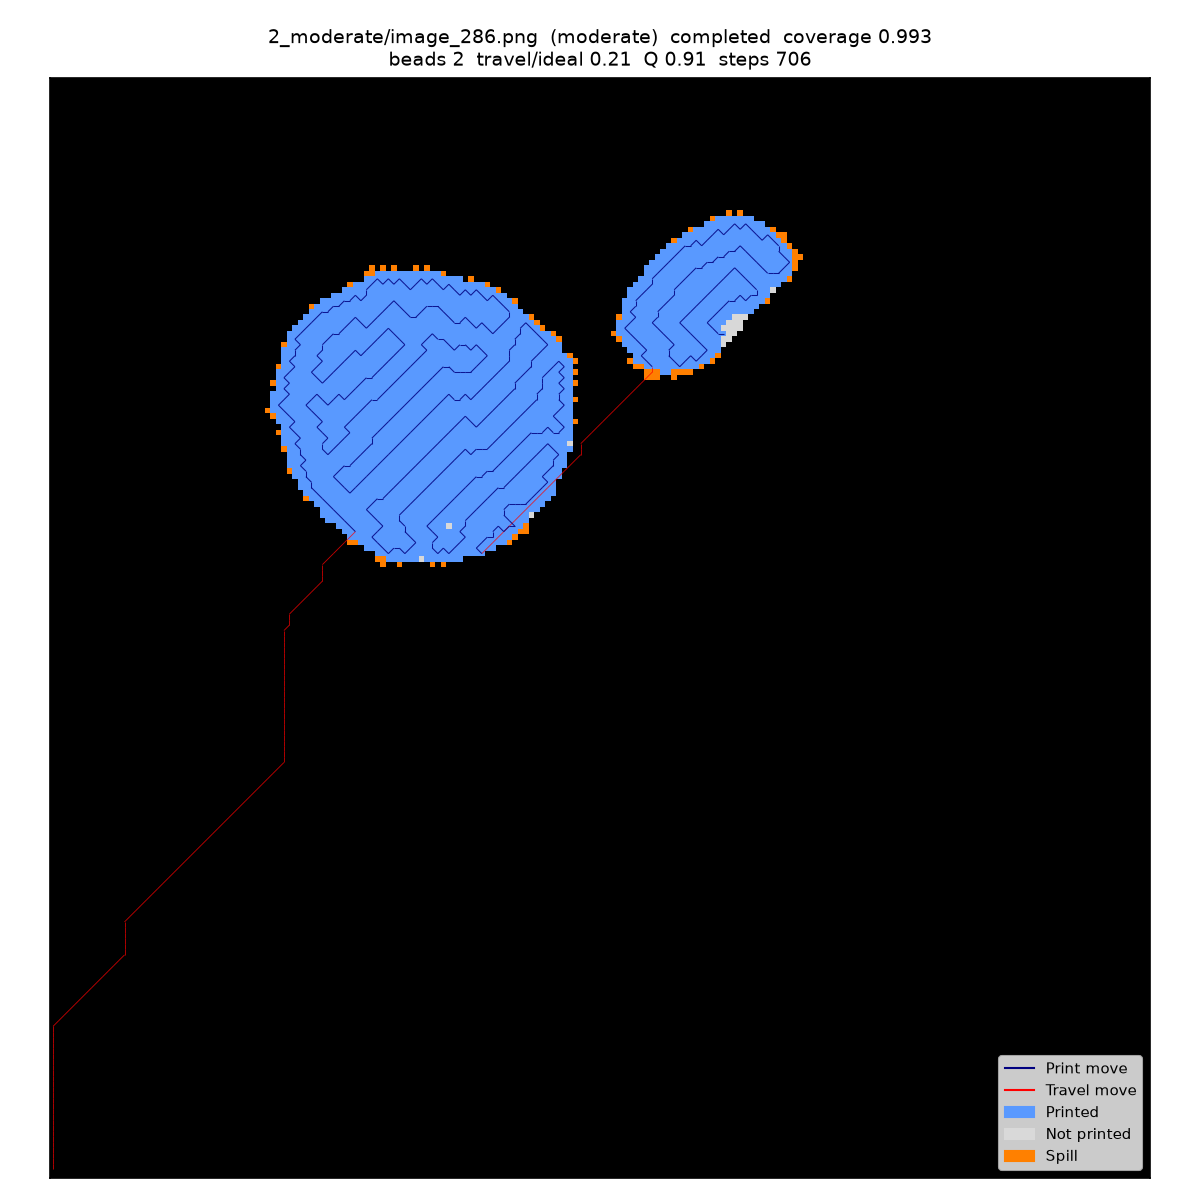 2_moderate/image_286.png  (moderate)  completed  coverage 0.993
beads 2  travel/ideal 0.21  Q 0.91  steps 706
Print move
Travel move
Printed
Not printed
Spill